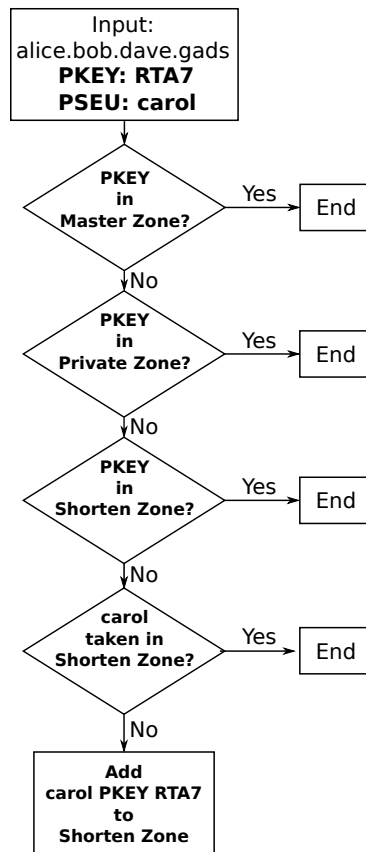 Input:
alice.bob.dave.gads
PKEY: RTA7
PSEU: carol
PKEY
in
Master Zone?
Yes
End
No
PKEY
in
Private Zone?
Yes
End
No
PKEY
in
Shorten Zone?
Yes
End
No
carol
taken in
Shorten Zone?
Yes
End
No
Add
carol PKEY RTA7
to
Shorten Zone